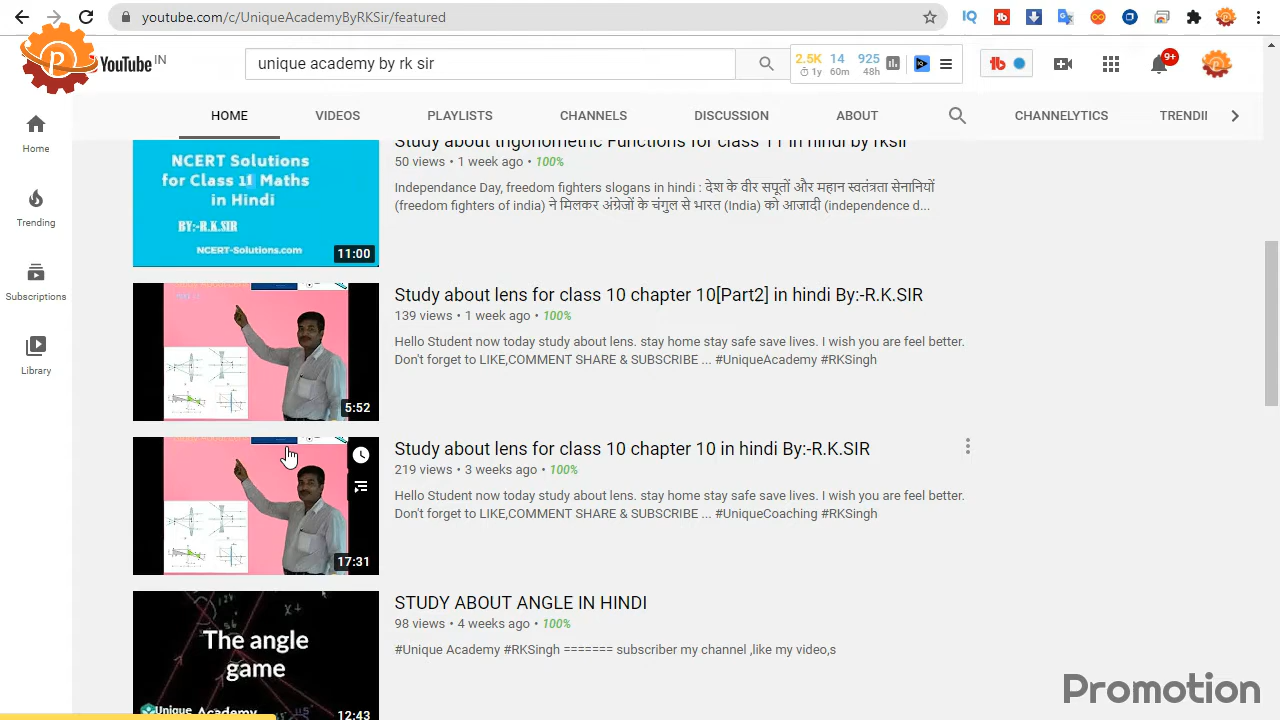 youtube.com/c/UniqueAcademyByRKSir/featured
YouTube IN
unique academy by rk sir
2.5K 14 925
1y 60m 48h
9+
HOME VIDEOS PLAYLISTS CHANNELS DISCUSSION ABOUT CHANNELYTICS TRENDII
Home
Trending
Subscriptions
Library
NCERT Solutions
for Class 11 Maths
in Hindi
BY:-R.K.SIR
NCERT-Solutions.com
11:00
Study about trigonometric Functions for class 11 in hindi by rksir
50 views • 1 week ago • 100%
Independance Day, freedom fighters slogans in hindi : देश के वीर सपूतों और महान स्वतंत्रता सेनानियों
(freedom fighters of india) ने मिलकर अंग्रेजों के चंगुल से भारत (India) को आजादी (independence d...
5:52
Study about lens for class 10 chapter 10[Part2] in hindi By:-R.K.SIR
139 views • 1 week ago • 100%
Hello Student now today study about lens. stay home stay safe save lives. I wish you are feel better.
Don't forget to LIKE,COMMENT SHARE & SUBSCRIBE ... #UniqueAcademy #RKSingh
17:31
Study about lens for class 10 chapter 10 in hindi By:-R.K.SIR
219 views • 3 weeks ago • 100%
Hello Student now today study about lens. stay home stay safe save lives. I wish you are feel better.
Don't forget to LIKE,COMMENT SHARE & SUBSCRIBE ... #UniqueCoaching #RKSingh
The angle
game
Unique Academy
12:43
STUDY ABOUT ANGLE IN HINDI
98 views • 4 weeks ago • 100%
#Unique Academy #RKSingh ======= subscriber my channel ,like my video,s
Promotion